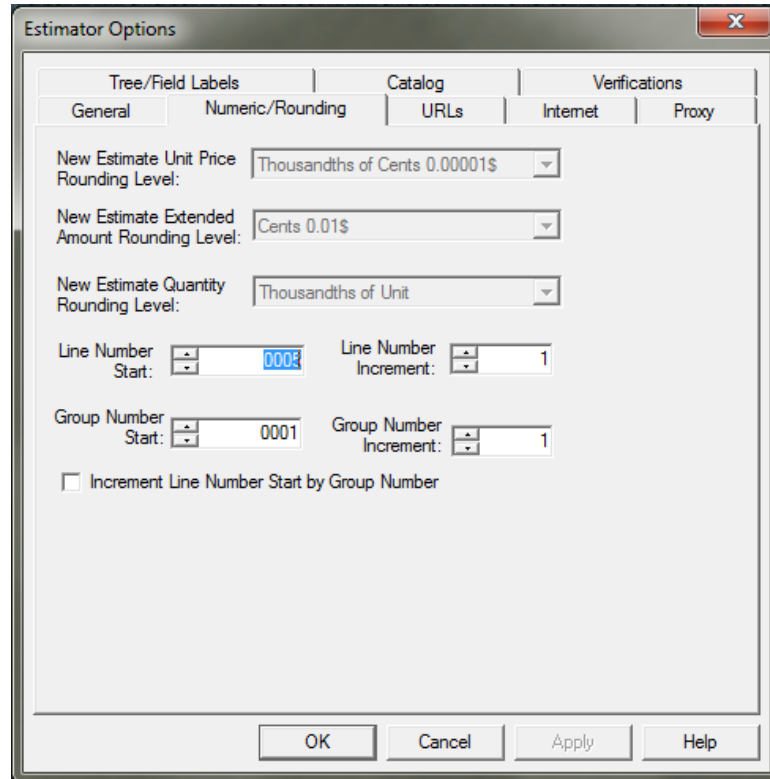 Estimator Options
Tree/Field Labels
Catalog
Verifications
General
Numeric/Rounding
URLs
Internet
Proxy
New Estimate Unit Price
Rounding Level:
Thousandths of Cents 0.00001$
New Estimate Extended
Amount Rounding Level:
Cents 0.01$
New Estimate Quantity
Rounding Level:
Thousandths of Unit
Line Number
Start:
0005
Line Number
Increment:
1
Group Number
Start:
0001
Group Number
Increment:
1
Increment Line Number Start by Group Number
OK
Cancel
Apply
Help